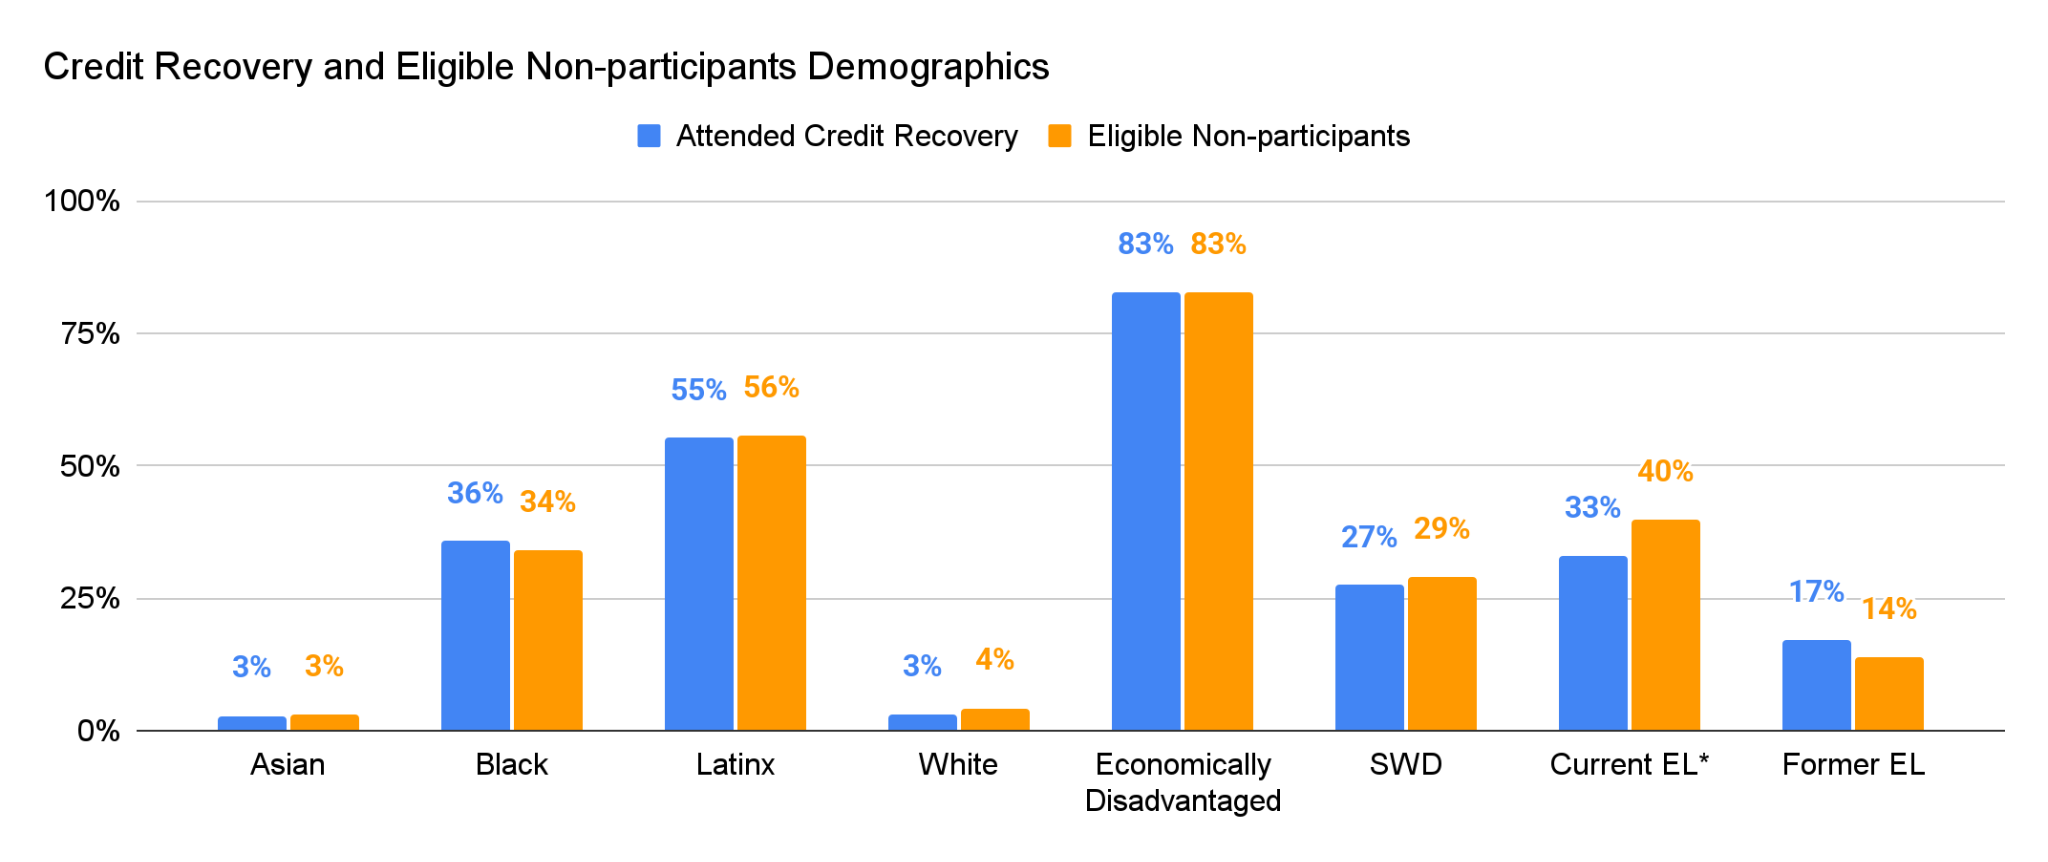 Credit Recovery and Eligible Non-participants Demographics
Attended Credit Recovery Eligible Non-participants
100%
75%
50%
25%
0%
3% 3%
36% 34%
55% 56%
3% 4%
83% 83%
27% 29%
33% 40%
17% 14%
Asian
Black
Latinx
White
Economically
Disadvantaged
SWD
Current EL*
Former EL